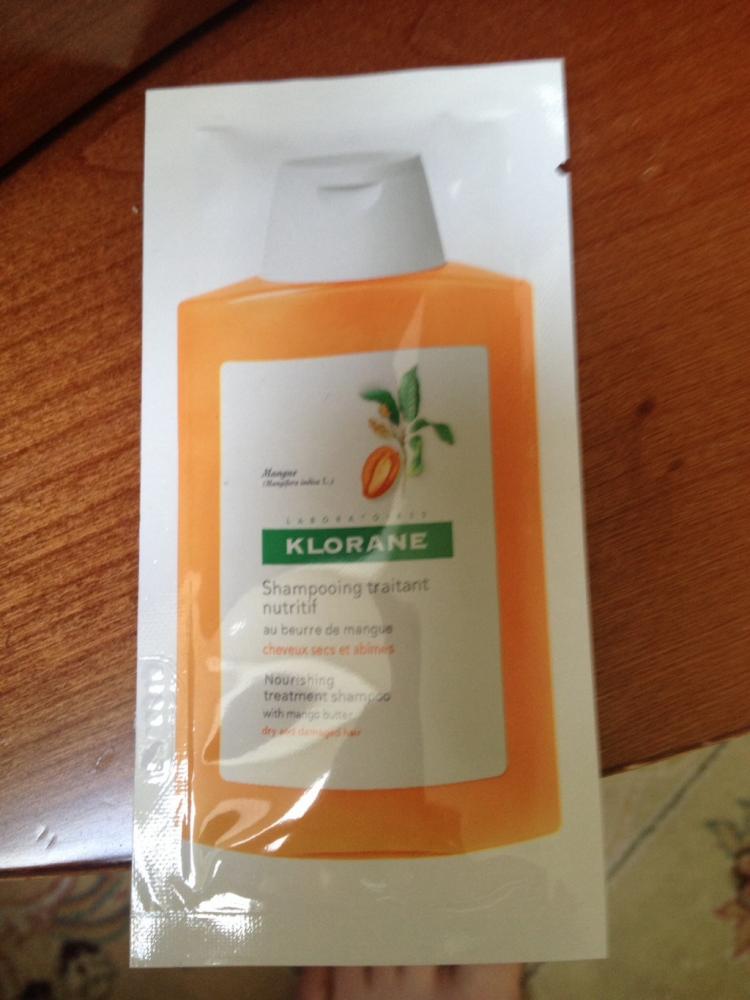 Mangue
(Mangifera indica L.)
LABORATOIRES
KLORANE
Shampooing traitant
nutritif
au beurre de mangue
cheveux secs et abîmés
Nourishing
treatment shampoo
with mango butter
dry and damaged hair